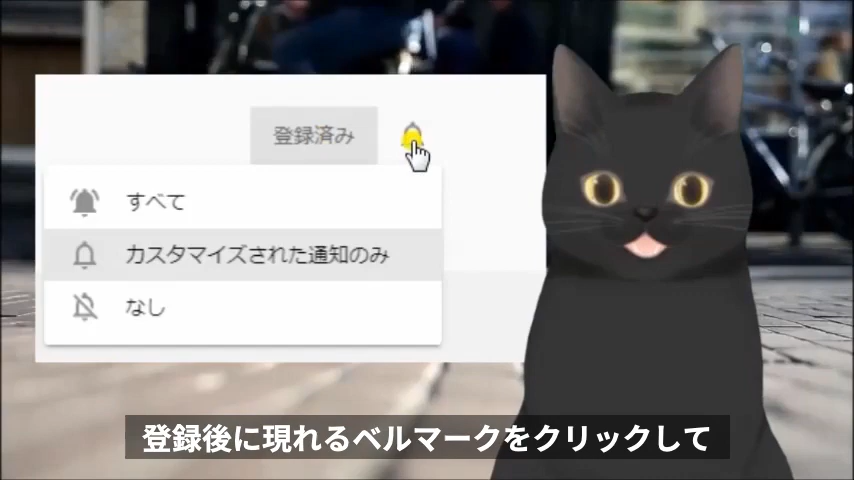 登録済み
すべて
カスタマイズされた通知のみ
なし
登録後に現れるベルマークをクリックして